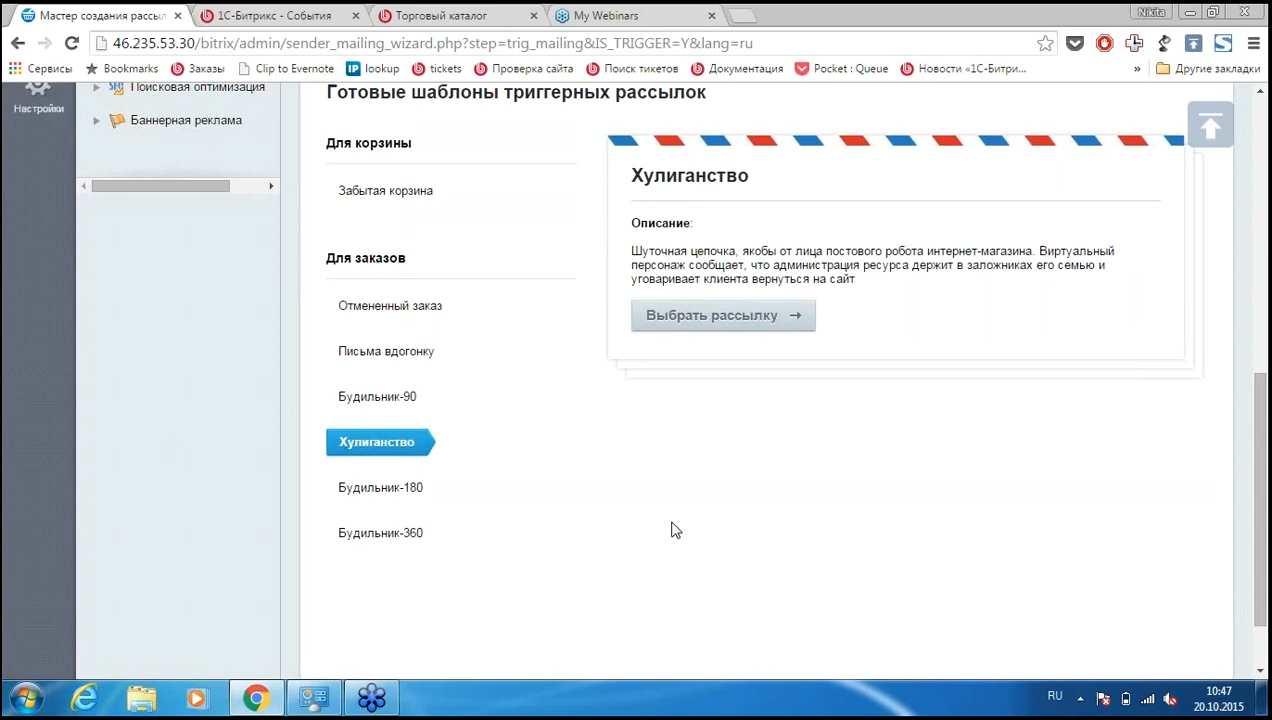 Мастер создания рассыл
1С-Битрикс - События
Торговый каталог
My Webinars
Nikita
46.235.53.30/bitrix/admin/sender_mailing_wizard.php?step=trig_mailing&IS_TRIGGER=Y&lang=ru
Сервисы
Bookmarks
Заказы
Clip to Evernote
IP lookup
tickets
Проверка сайта
Поиск тикетов
Документация
Pocket : Queue
Новости «1С-Битри...
»
Другие закладки
Настройки
Поисковая оптимизация
Баннерная реклама
Готовые шаблоны триггерных рассылок
Для корзины
Забытая корзина
Для заказов
Отмененный заказ
Письма вдогонку
Будильник-90
Хулиганство
Будильник-180
Будильник-360
Хулиганство
Описание:
Шуточная цепочка, якобы от лица постового робота интернет-магазина. Виртуальный
персонаж сообщает, что администрация ресурса держит в заложниках его семью и
уговаривает клиента вернуться на сайт
Выбрать рассылку →
RU
10:47
20.10.2015